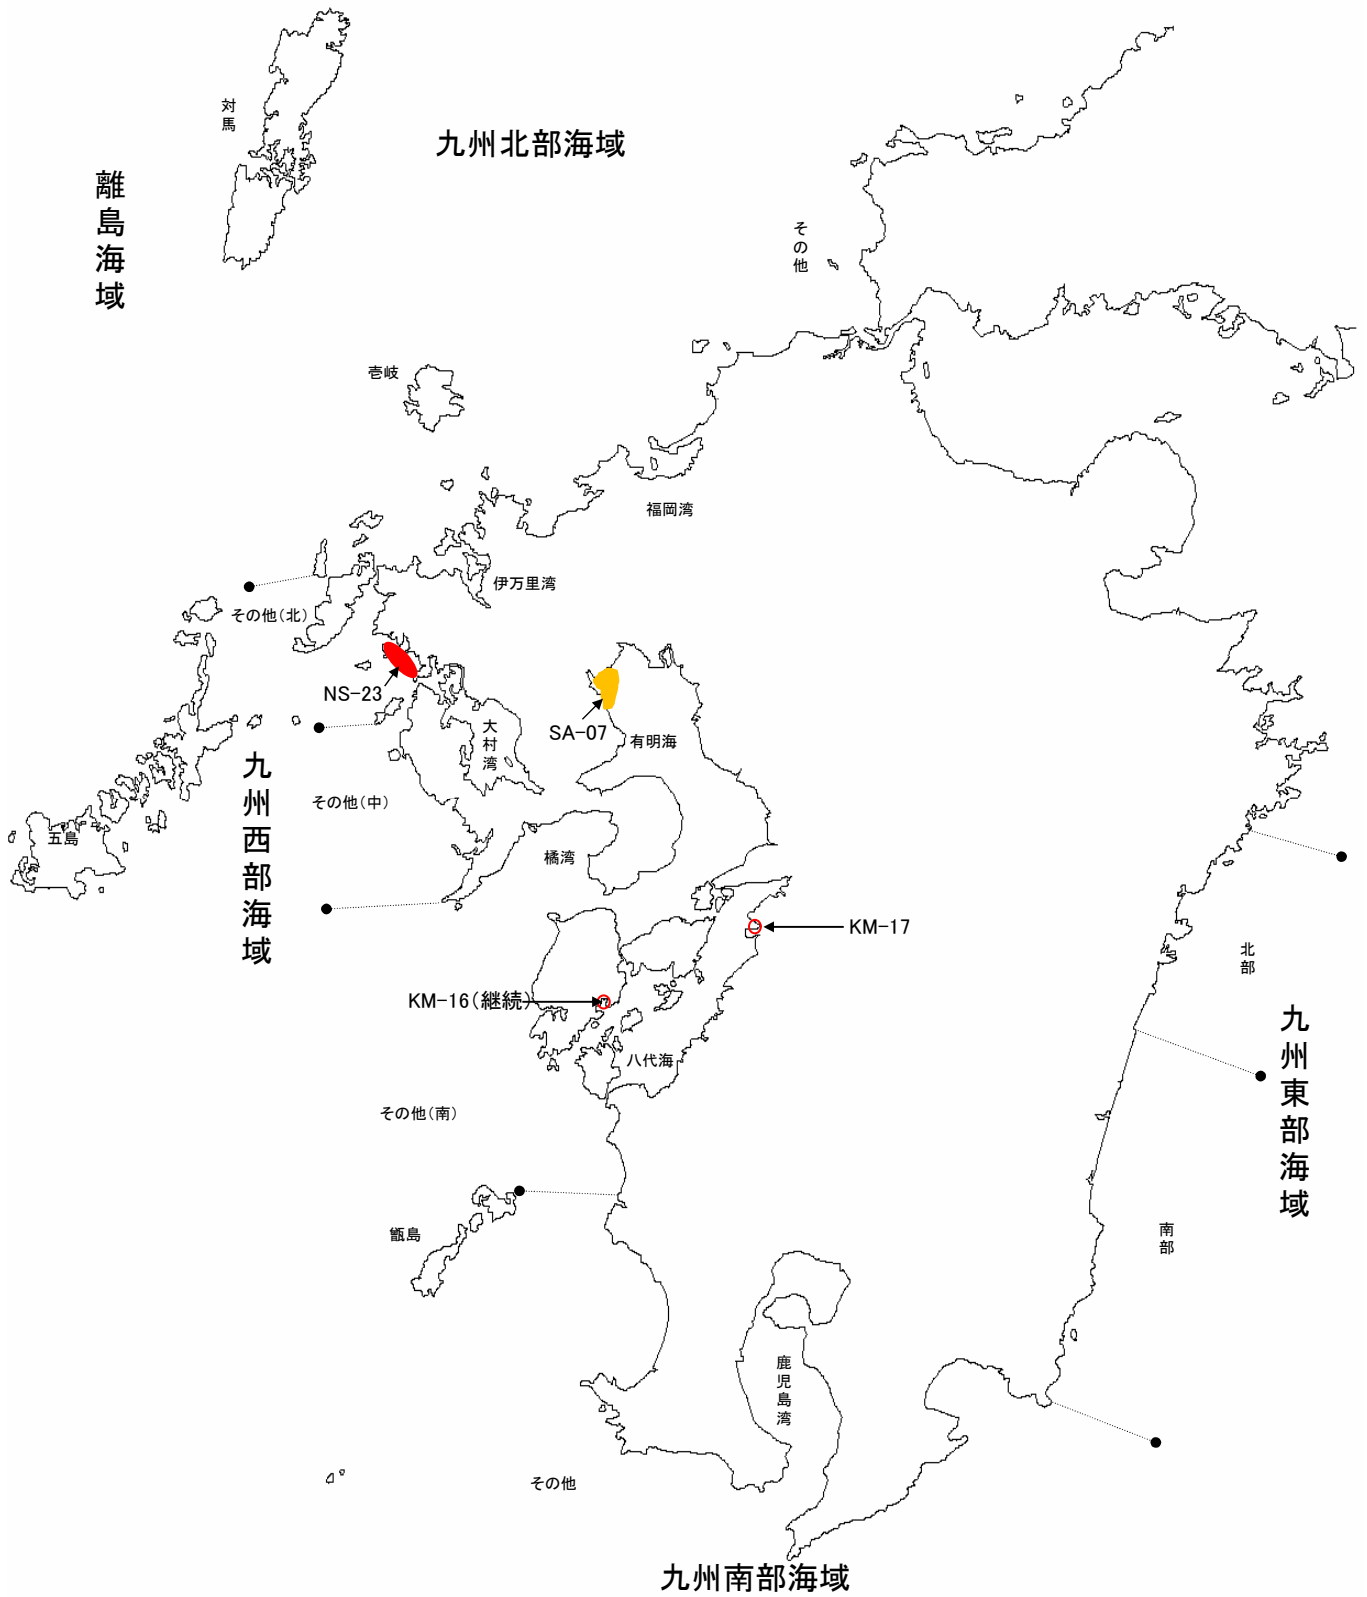 対馬
九州北部海域
離島海域
その他
壱岐
福岡湾
伊万里湾
その他(北)
NS-23
SA-07
大村湾
有明海
九州西部海域
その他(中)
五島
橘湾
KM-17
北部
KM-16(継続)
九州東部海域
八代海
その他(南)
甑島
南部
鹿児島湾
その他
九州南部海域